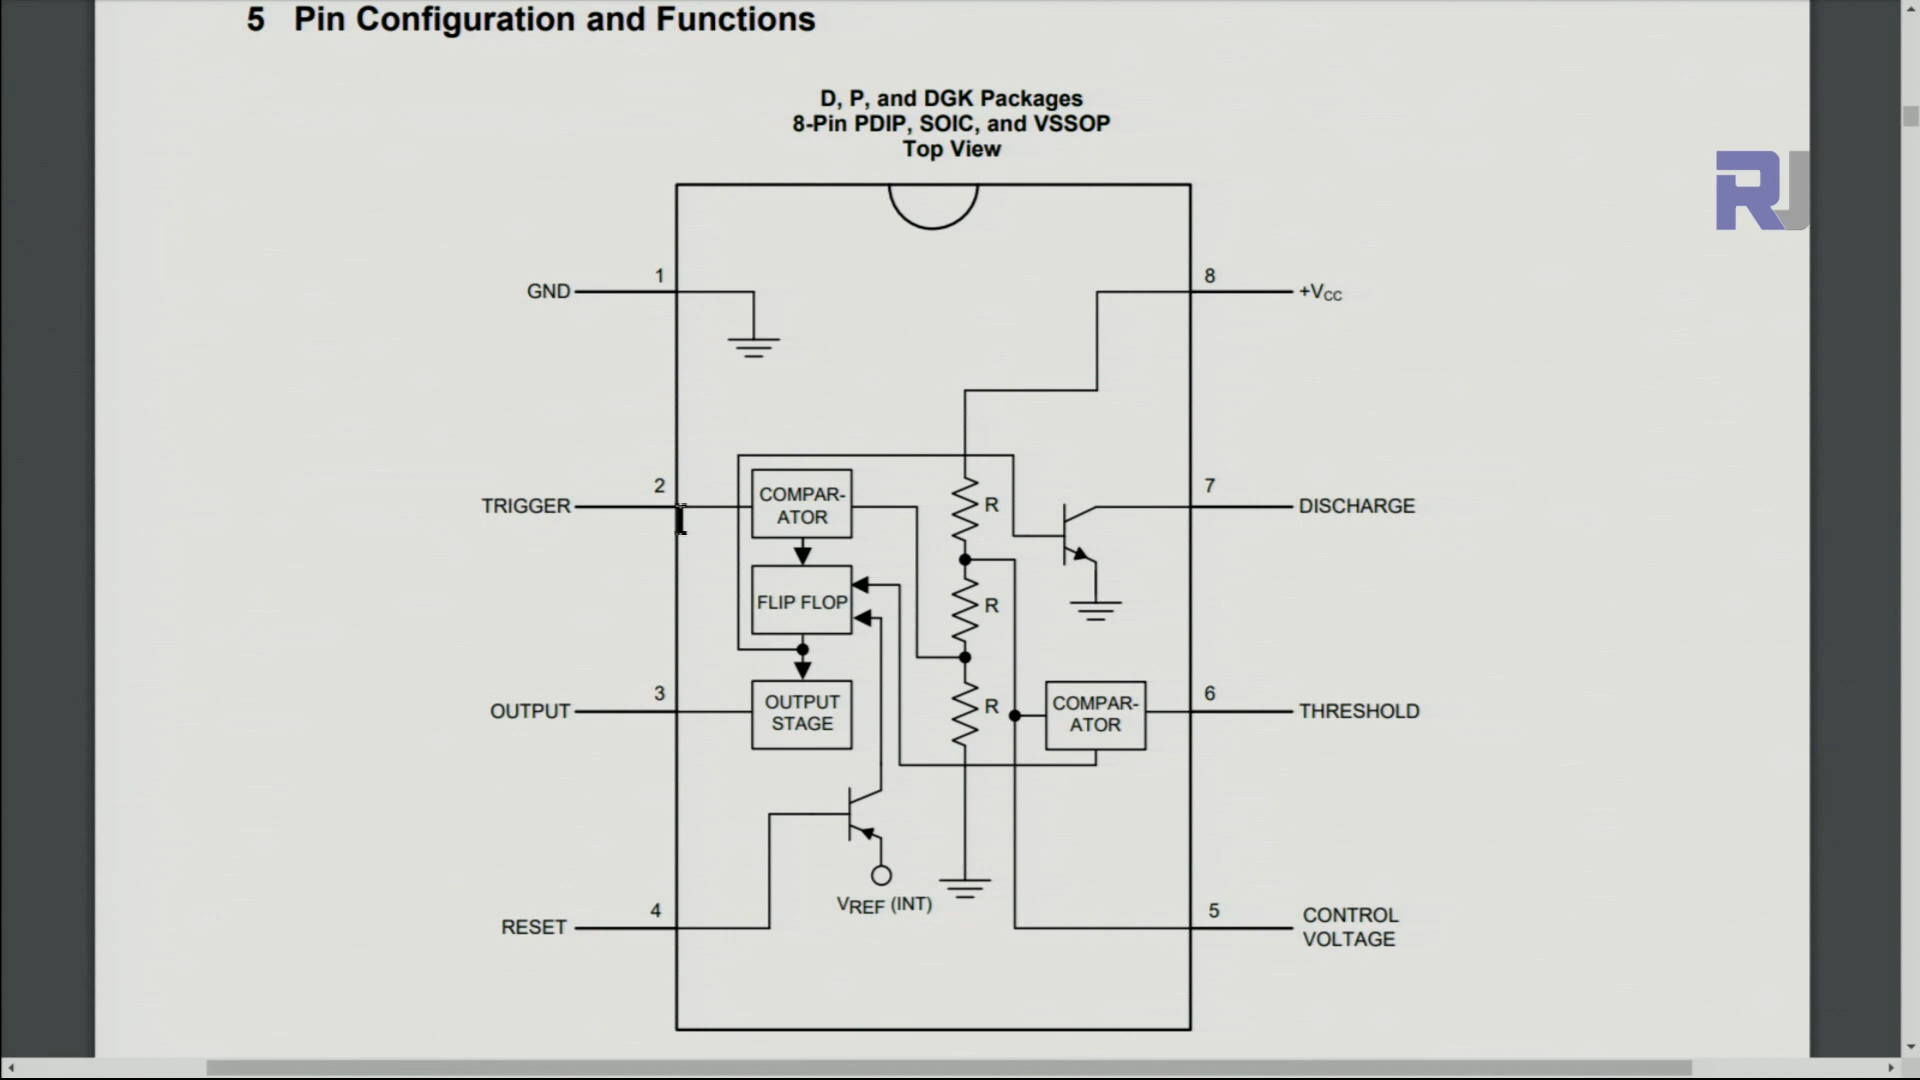 5 Pin Configuration and Functions
D, P, and DGK Packages
8-Pin PDIP, SOIC, and VSSOP
Top View
RJ
1
GND
8
+VCC
2
TRIGGER
COMPAR-
ATOR
R
7
DISCHARGE
FLIP FLOP
R
3
OUTPUT
OUTPUT
STAGE
R
COMPAR-
ATOR
6
THRESHOLD
VREF (INT)
4
RESET
5
CONTROL
VOLTAGE